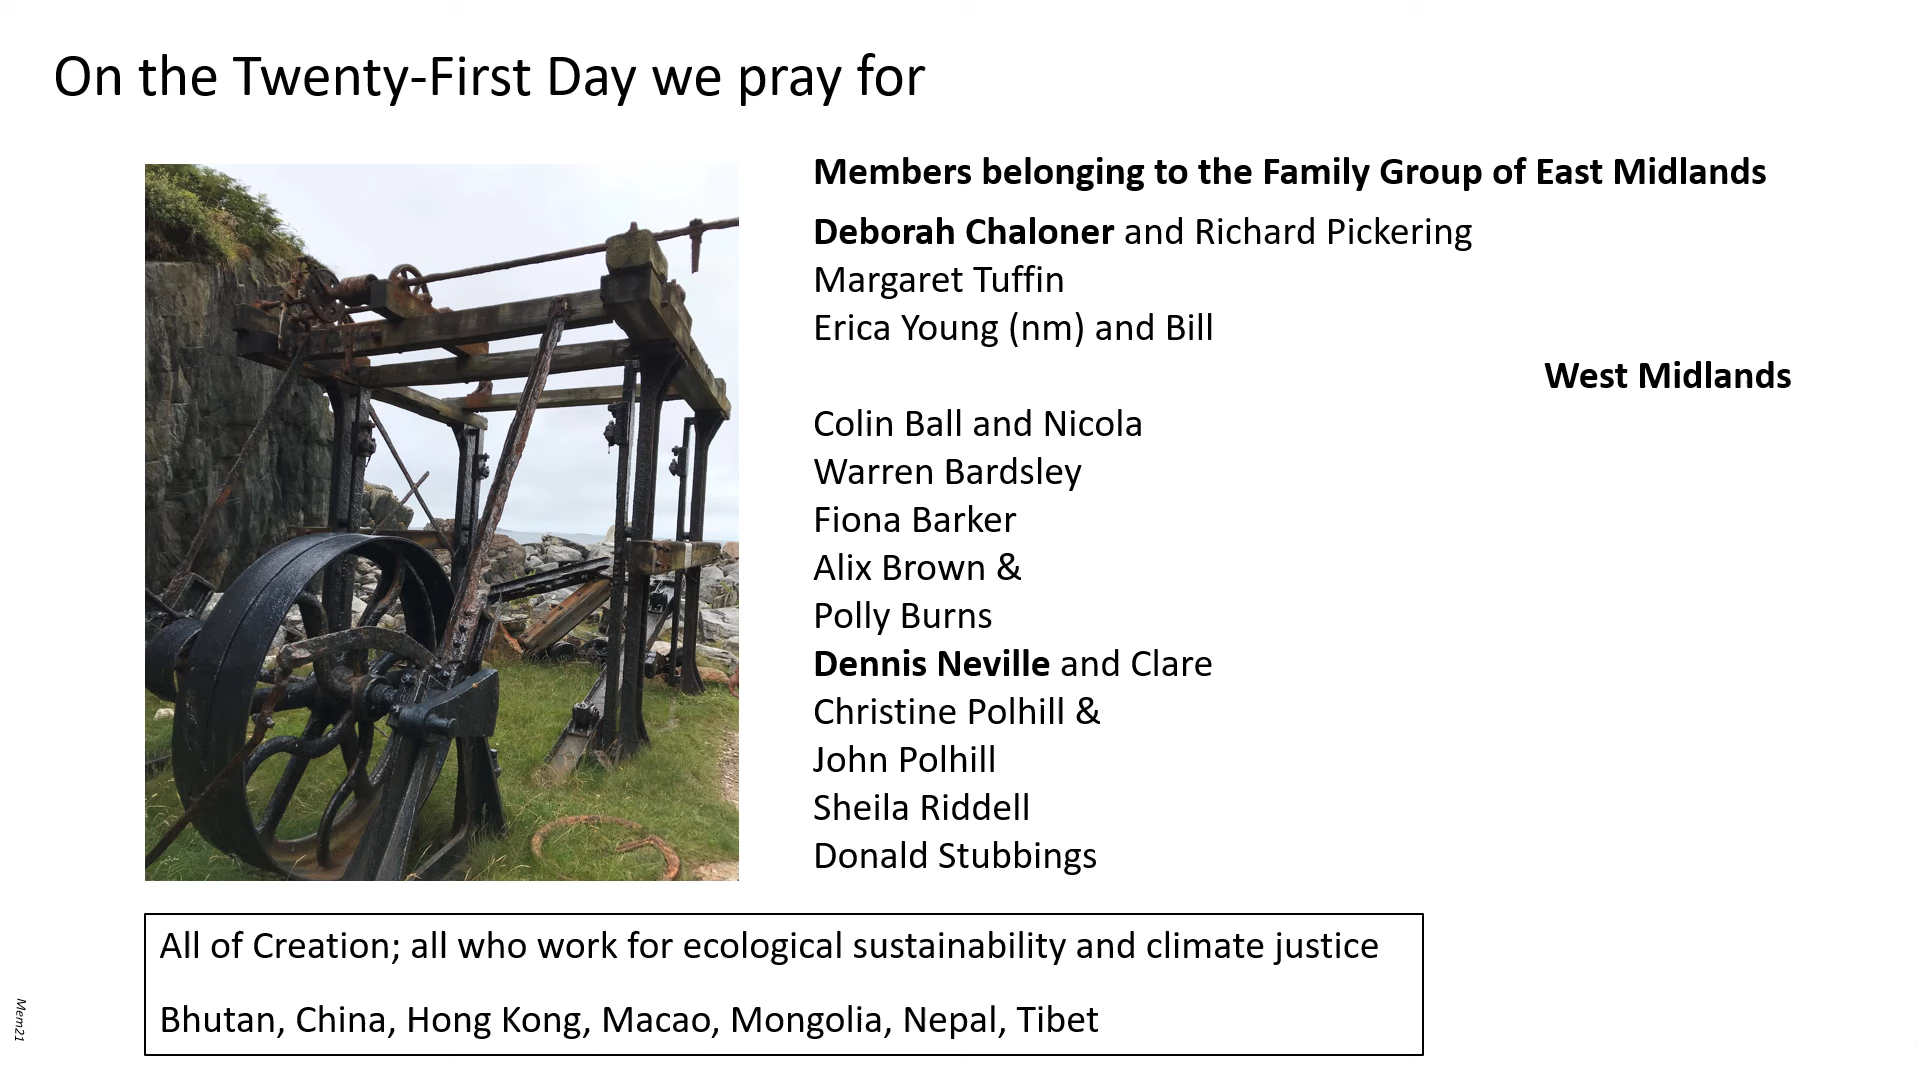 On the Twenty-First Day we pray for
Members belonging to the Family Group of East Midlands
Deborah Chaloner and Richard Pickering
Margaret Tuffin
Erica Young (nm) and Bill
West Midlands
Colin Ball and Nicola
Warren Bardsley
Fiona Barker
Alix Brown &
Polly Burns
Dennis Neville and Clare
Christine Polhill &
John Polhill
Sheila Riddell
Donald Stubbings
All of Creation; all who work for ecological sustainability and climate justice
Bhutan, China, Hong Kong, Macao, Mongolia, Nepal, Tibet
Mem21